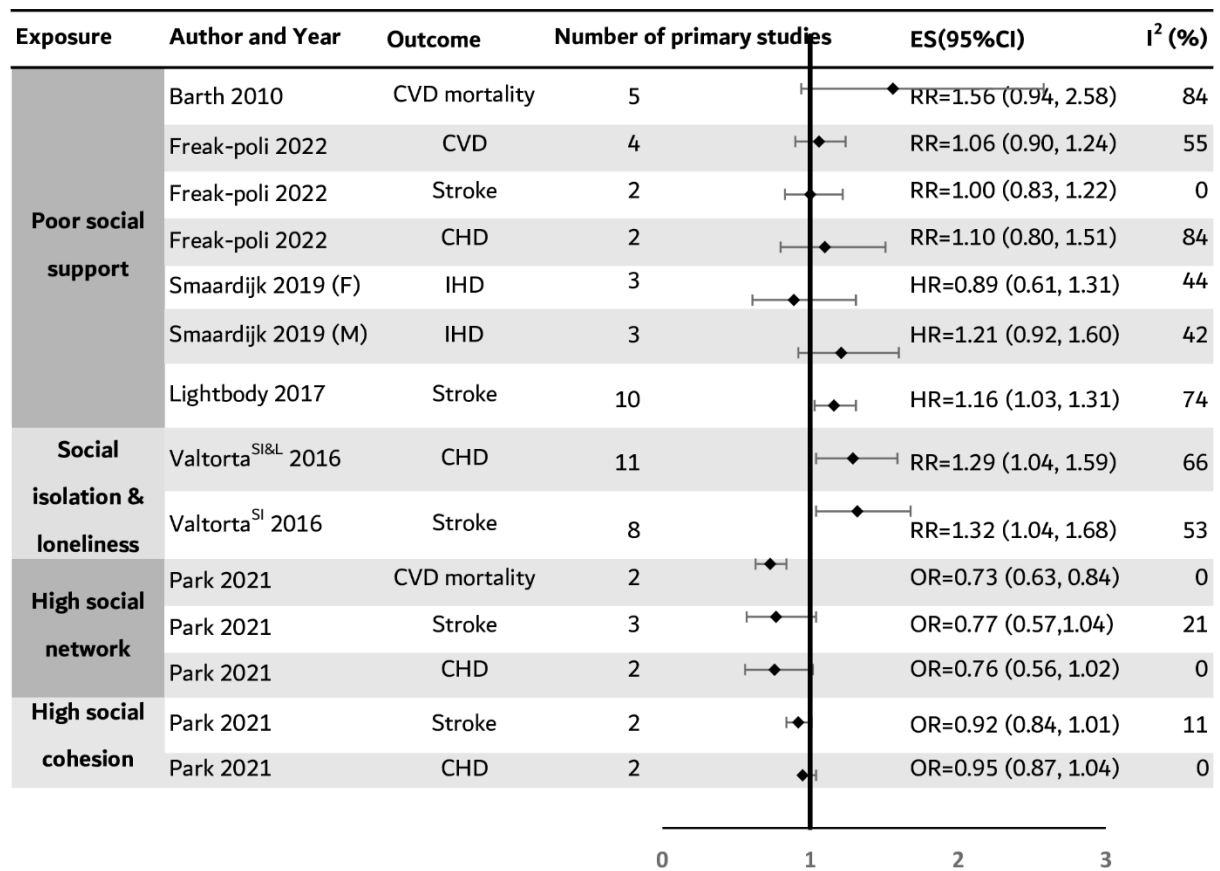 Exposure Author and Year Outcome Number of primary studies ES(95%CI) I² (%)
Barth 2010 CVD mortality 5 RR=1.56 (0.94, 2.58) 84
Freak-poli 2022 CVD 4 RR=1.06 (0.90, 1.24) 55
Freak-poli 2022 Stroke 2 RR=1.00 (0.83, 1.22) 0
Poor social
support
Freak-poli 2022 CHD 2 RR=1.10 (0.80, 1.51) 84
Smaardijk 2019 (F) IHD 3 HR=0.89 (0.61, 1.31) 44
Smaardijk 2019 (M) IHD 3 HR=1.21 (0.92, 1.60) 42
Lightbody 2017 Stroke 10 HR=1.16 (1.03, 1.31) 74
Social
isolation &
loneliness
Valtorta^SI&L 2016 CHD 11 RR=1.29 (1.04, 1.59) 66
Valtorta^SI 2016 Stroke 8 RR=1.32 (1.04, 1.68) 53
High social
network
Park 2021 CVD mortality 2 OR=0.73 (0.63, 0.84) 0
Park 2021 Stroke 3 OR=0.77 (0.57,1.04) 21
Park 2021 CHD 2 OR=0.76 (0.56, 1.02) 0
High social
cohesion
Park 2021 Stroke 2 OR=0.92 (0.84, 1.01) 11
Park 2021 CHD 2 OR=0.95 (0.87, 1.04) 0
0 1 2 3